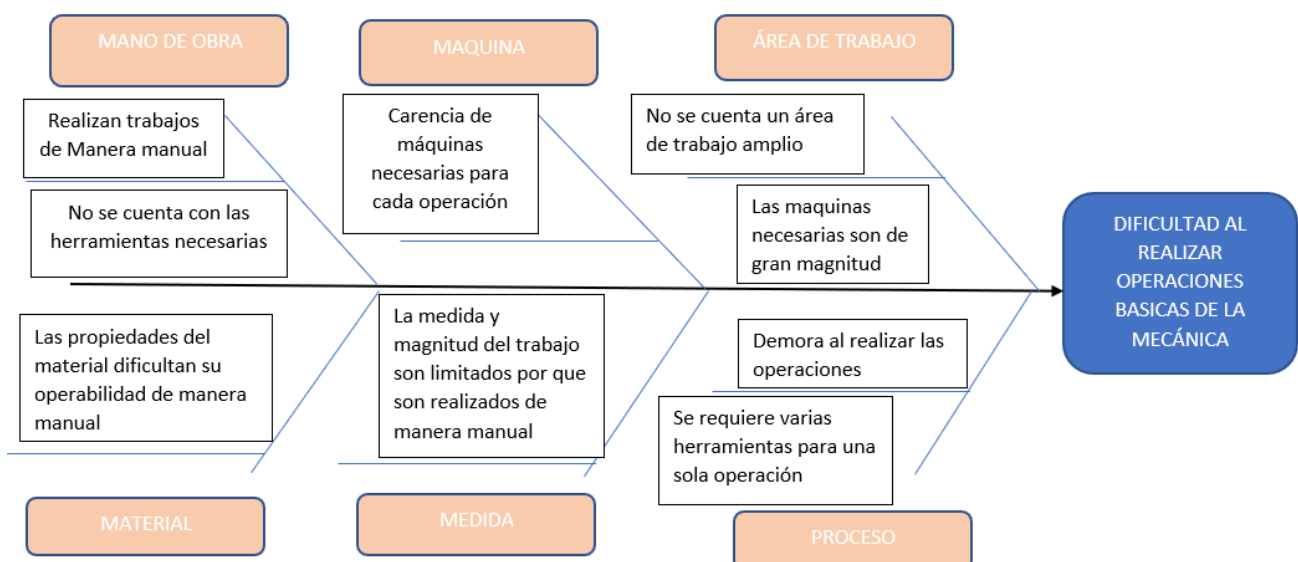 MANO DE OBRA
MAQUINA
ÁREA DE TRABAJO
Realizan trabajos
de Manera manual
No se cuenta con las
herramientas necesarias
Carencia de
máquinas
necesarias para
cada operación
No se cuenta un área
de trabajo amplio
Las maquinas
necesarias son de
gran magnitud
DIFICULTAD AL
REALIZAR
OPERACIONES
BASICAS DE LA
MECÁNICA
Las propiedades del
material dificultan su
operabilidad de manera
manual
La medida y
magnitud del trabajo
son limitados por que
son realizados de
manera manual
Demora al realizar las
operaciones
Se requiere varias
herramientas para una
sola operación
MATERIAL
MEDIDA
PROCESO